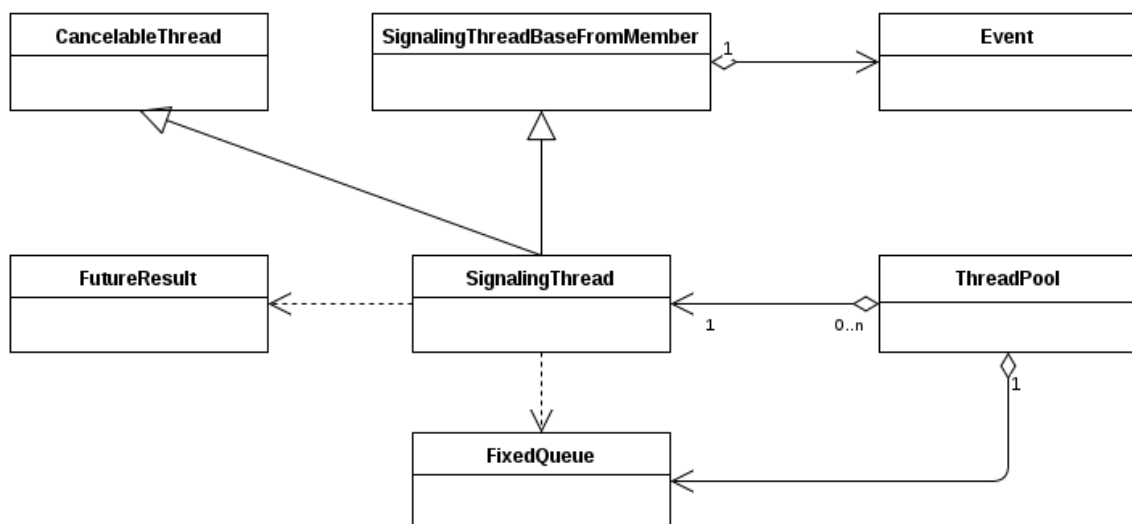 CancelableThread
SignalingThreadBaseFromMember
1
Event
FutureResult
SignalingThread
1
0..n
ThreadPool
1
FixedQueue